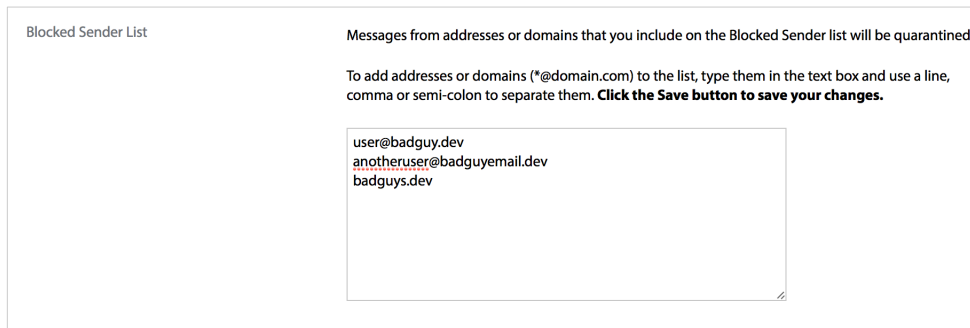 Blocked Sender List
Messages from addresses or domains that you include on the Blocked Sender list will be quarantined
To add addresses or domains (*@domain.com) to the list, type them in the text box and use a line,
comma or semi-colon to separate them. Click the Save button to save your changes.
user@badguy.dev
anotheruser@badguyemail.dev
badguys.dev